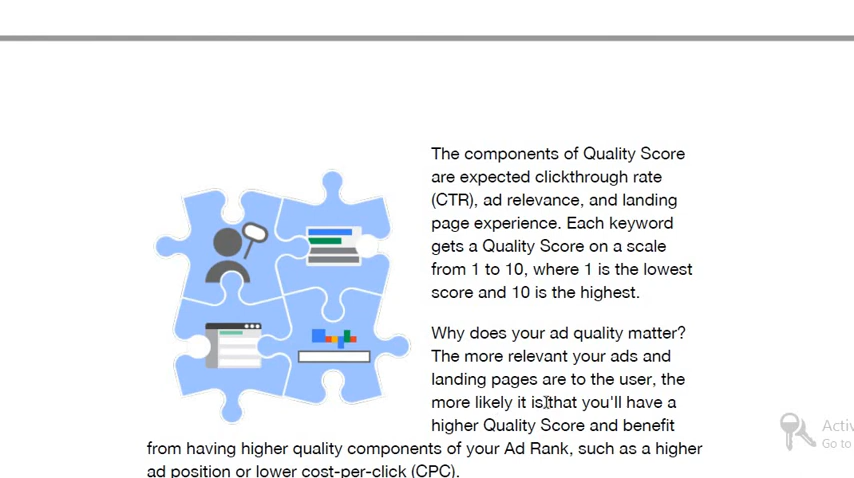 The components of Quality Score
are expected clickthrough rate
(CTR), ad relevance, and landing
page experience. Each keyword
gets a Quality Score on a scale
from 1 to 10, where 1 is the lowest
score and 10 is the highest.
Why does your ad quality matter?
The more relevant your ads and
landing pages are to the user, the
more likely it is that you'll have a
higher Quality Score and benefit
from having higher quality components of your Ad Rank, such as a higher
ad position or lower cost-per-click (CPC).
Activ
Go to